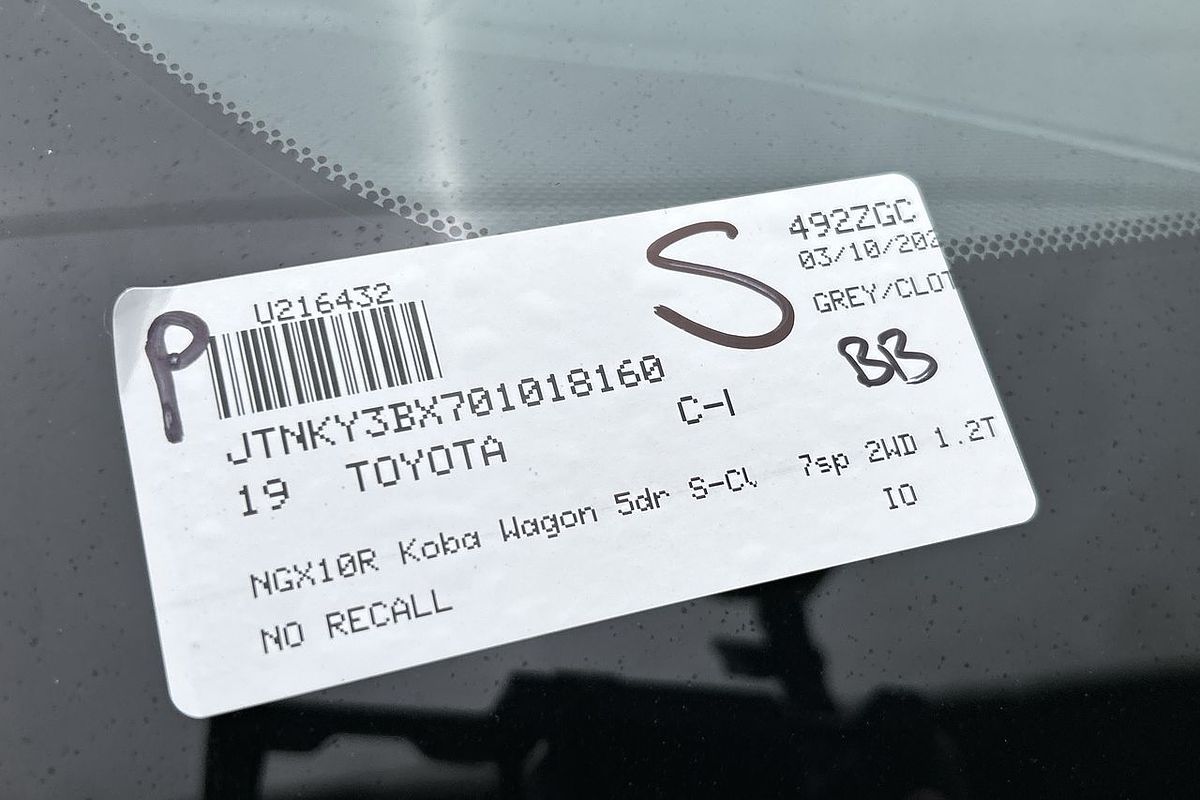 P
U216432
S
492ZGC
03/10/202
GREY/CLOT
BB
JTNKY3BX701018160
C-I
19 TOYOTA
NGX10R Koba Wagon 5dr S-CV 7sp 2WD 1.2T
IO
NO RECALL